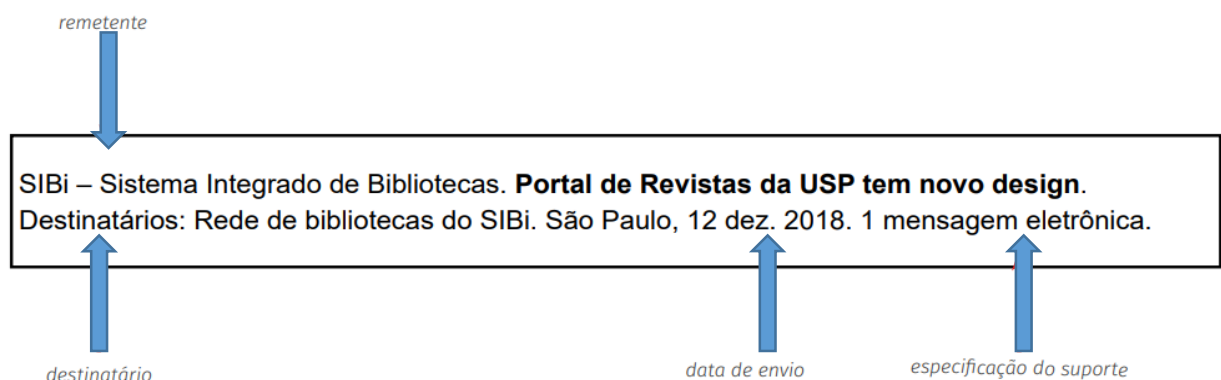 remetente
SIBi – Sistema Integrado de Bibliotecas. Portal de Revistas da USP tem novo design.
Destinatários: Rede de bibliotecas do SIBi. São Paulo, 12 dez. 2018. 1 mensagem eletrônica.
destinatário
data de envio
especificação do suporte